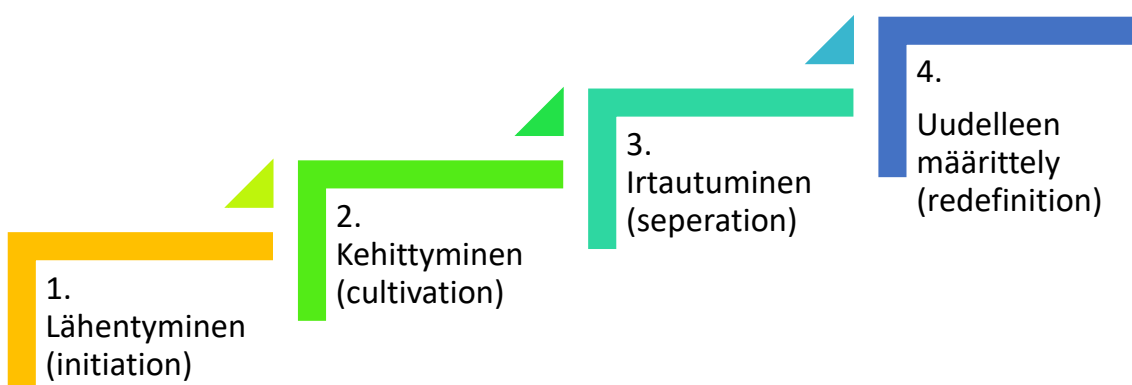 1.
Lähentyminen
(initiation)
2.
Kehittyminen
(cultivation)
3.
Irtautuminen
(seperation)
4.
Uudelleen
määrittely
(redefinition)